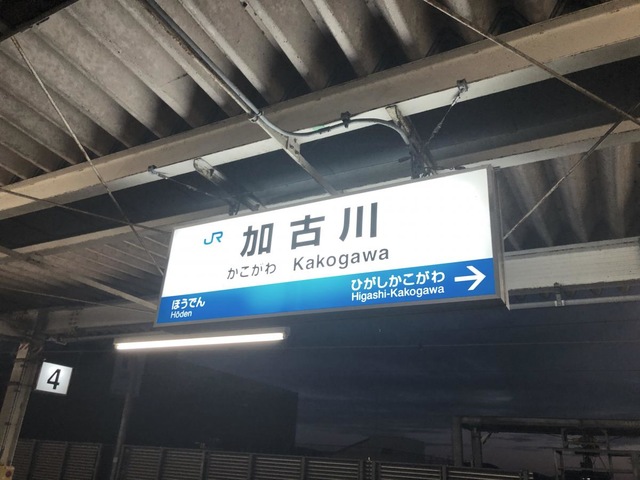 JR
加古川
かこがわ Kakogawa
ほうでん
Hōden
ひがしかこがわ
Higashi-Kakogawa
4